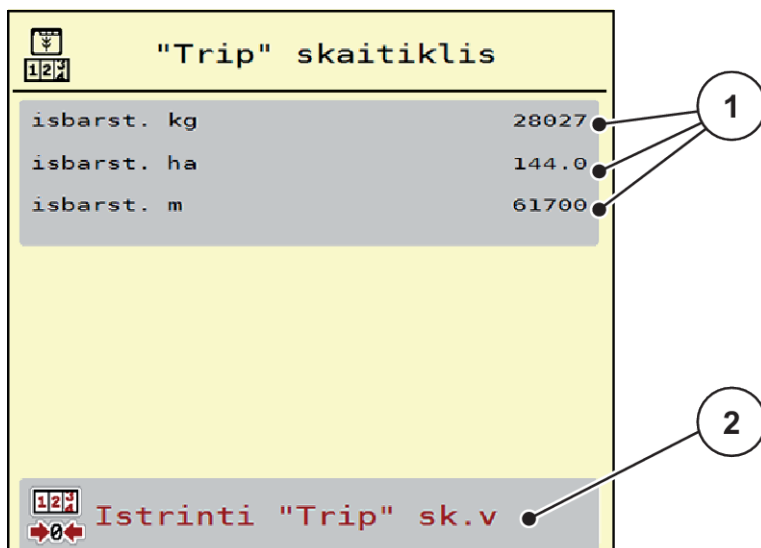 "Trip" skaitiklis
isbarst. kg 28027
isbarst. ha 144.0
isbarst. m 61700
Istrinti "Trip" sk.v
1
2